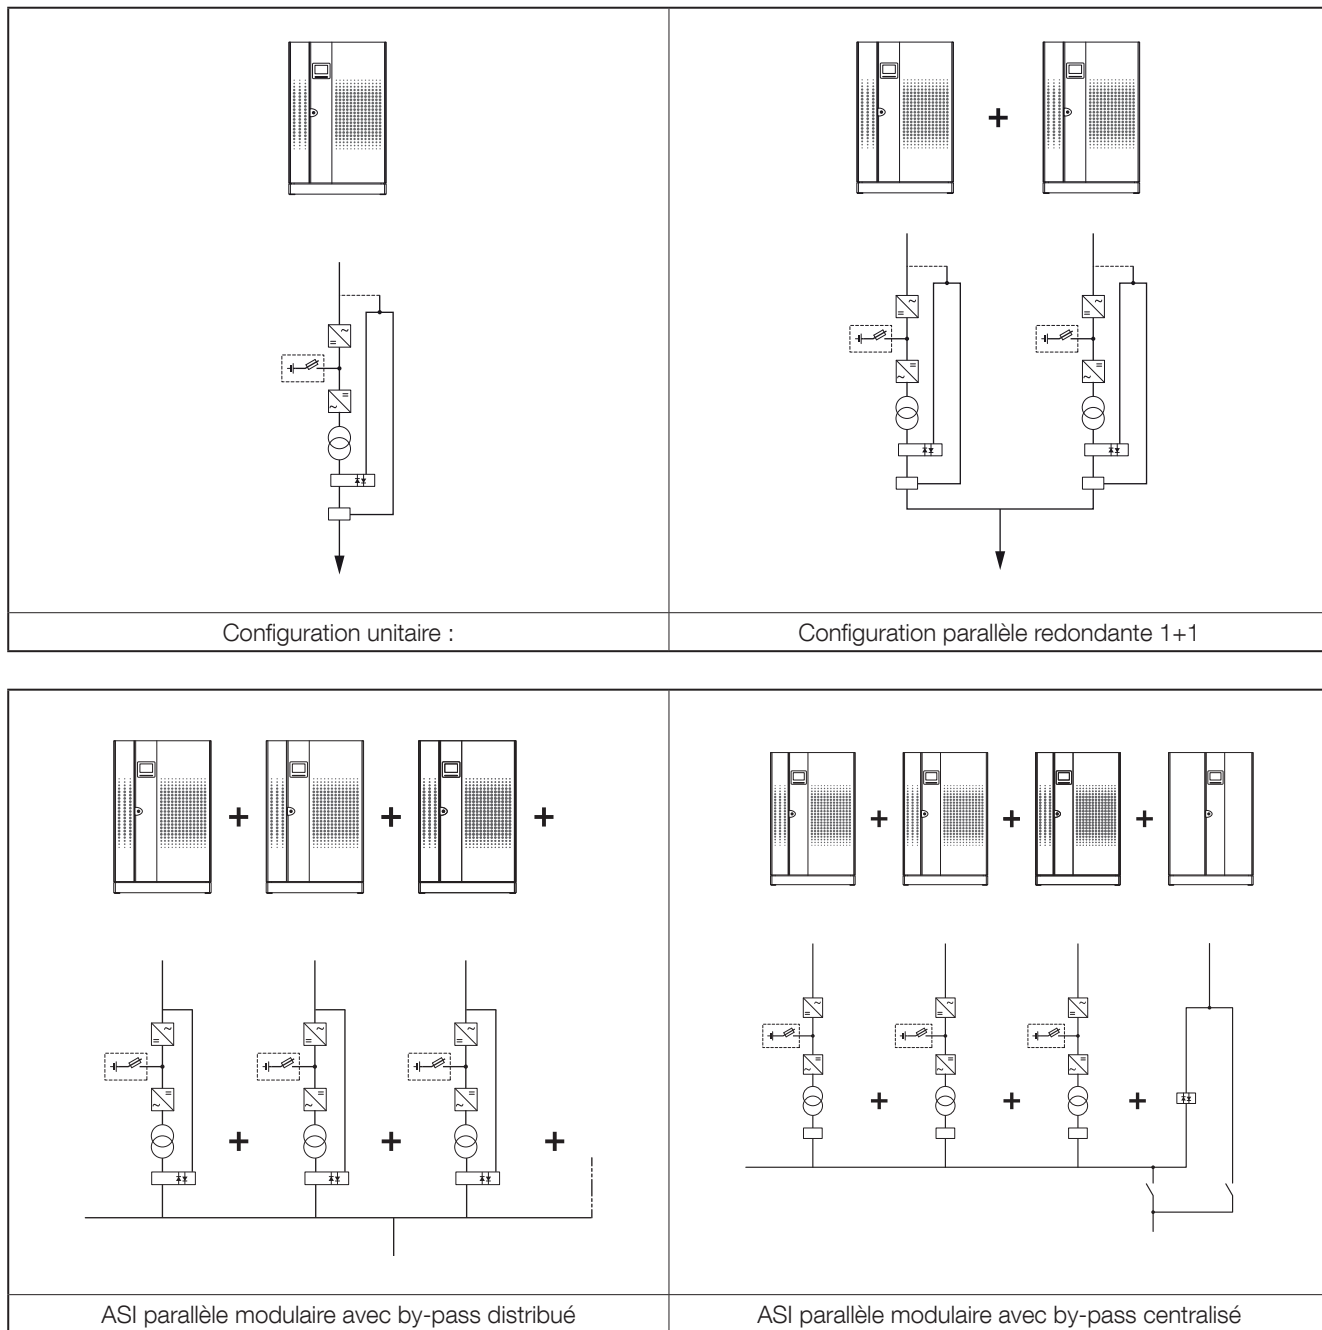 Configuration unitaire :
Configuration parallèle redondante 1+1
ASI parallèle modulaire avec by-pass distribué
ASI parallèle modulaire avec by-pass centralisé